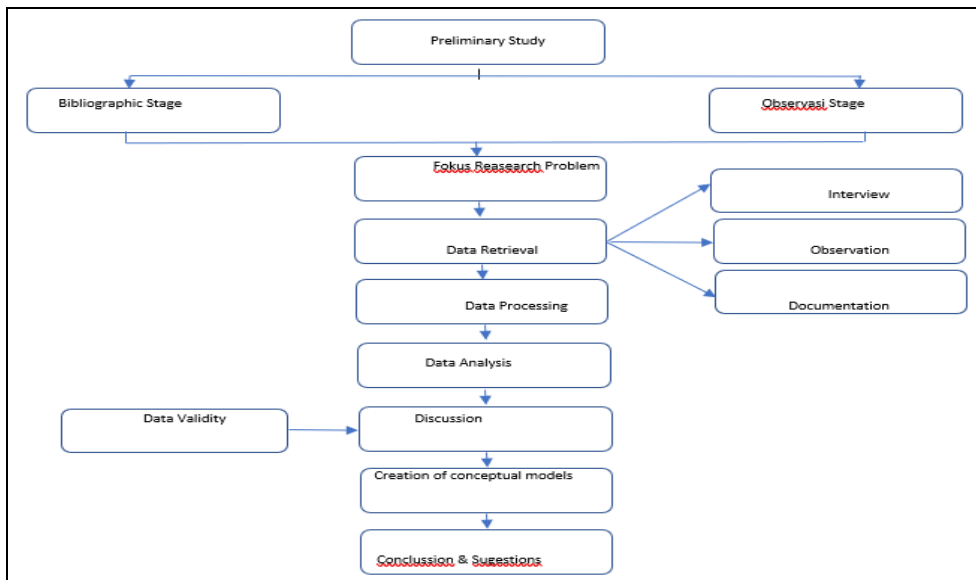 Preliminary Study
Bibliographic Stage
Observasi Stage
Fokus Reasearch Problem
Interview
Data Retrieval
Observation
Data Processing
Documentation
Data Analysis
Data Validity
Discussion
Creation of conceptual models
Conclussion & Sugestions